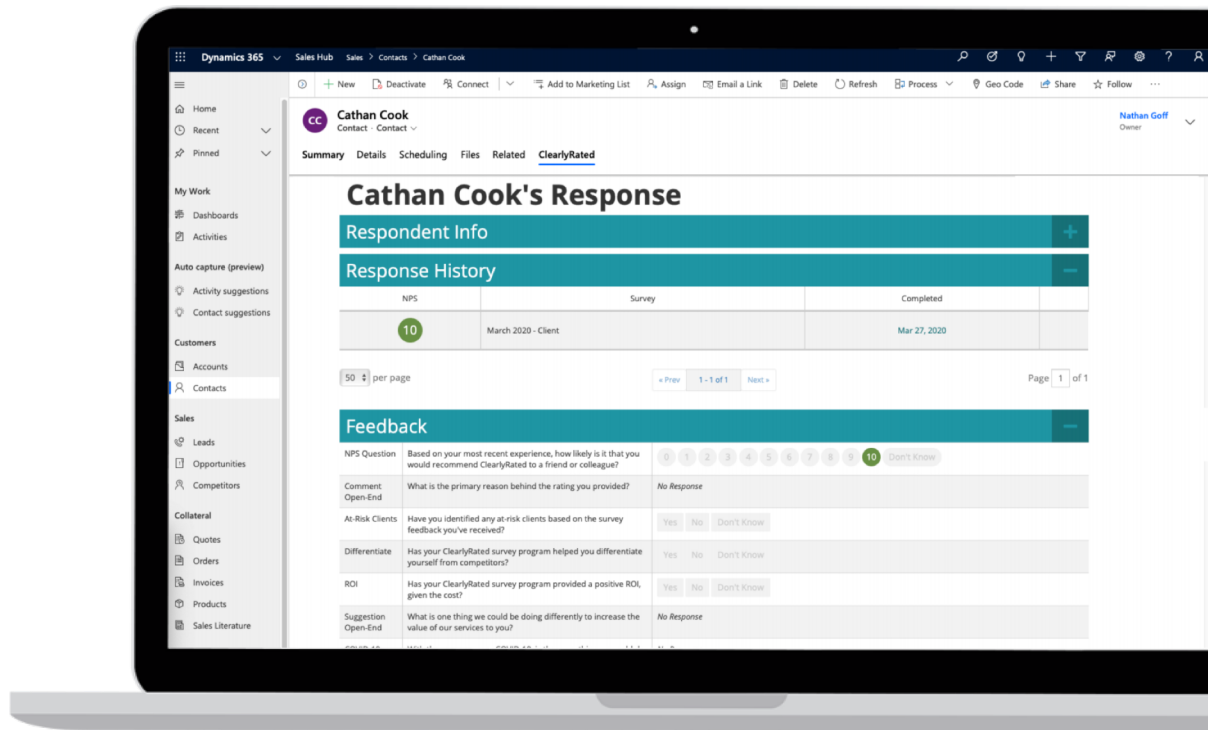 Dynamics 365 Sales Hub Sales > Contacts > Cathan Cook
New Deactivate Connect Add to Marketing List Assign Email a Link Delete Refresh Process Geo Code Share Follow ...
Home
Recent
Pinned
My Work
Dashboards
Activities
Auto capture (preview)
Activity suggestions
Contact suggestions
Customers
Accounts
Contacts
Sales
Leads
Opportunities
Competitors
Collateral
Quotes
Orders
Invoices
Products
Sales Literature
CC
Cathan Cook
Contact · Contact
Nathan Goff
Owner
Summary Details Scheduling Files Related ClearlyRated
Cathan Cook's Response
Respondent Info
Response History
NPS Survey Completed
10 March 2020 - Client Mar 27, 2020
50 per page « Prev 1 - 1 of 1 Next » Page 1 of 1
Feedback
NPS Question Based on your most recent experience, how likely is it that you
would recommend ClearlyRated to a friend or colleague?
0 1 2 3 4 5 6 7 8 9 10 Don't Know
Comment
Open-End
What is the primary reason behind the rating you provided? No Response
At-Risk Clients Have you identified any at-risk clients based on the survey
feedback you've received?
Yes No Don't Know
Differentiate Has your ClearlyRated survey program helped you differentiate
yourself from competitors?
Yes No Don't Know
ROI Has your ClearlyRated survey program provided a positive ROI,
given the cost?
Yes No Don't Know
Suggestion
Open-End
What is one thing we could be doing differently to increase the
value of our services to you?
No Response